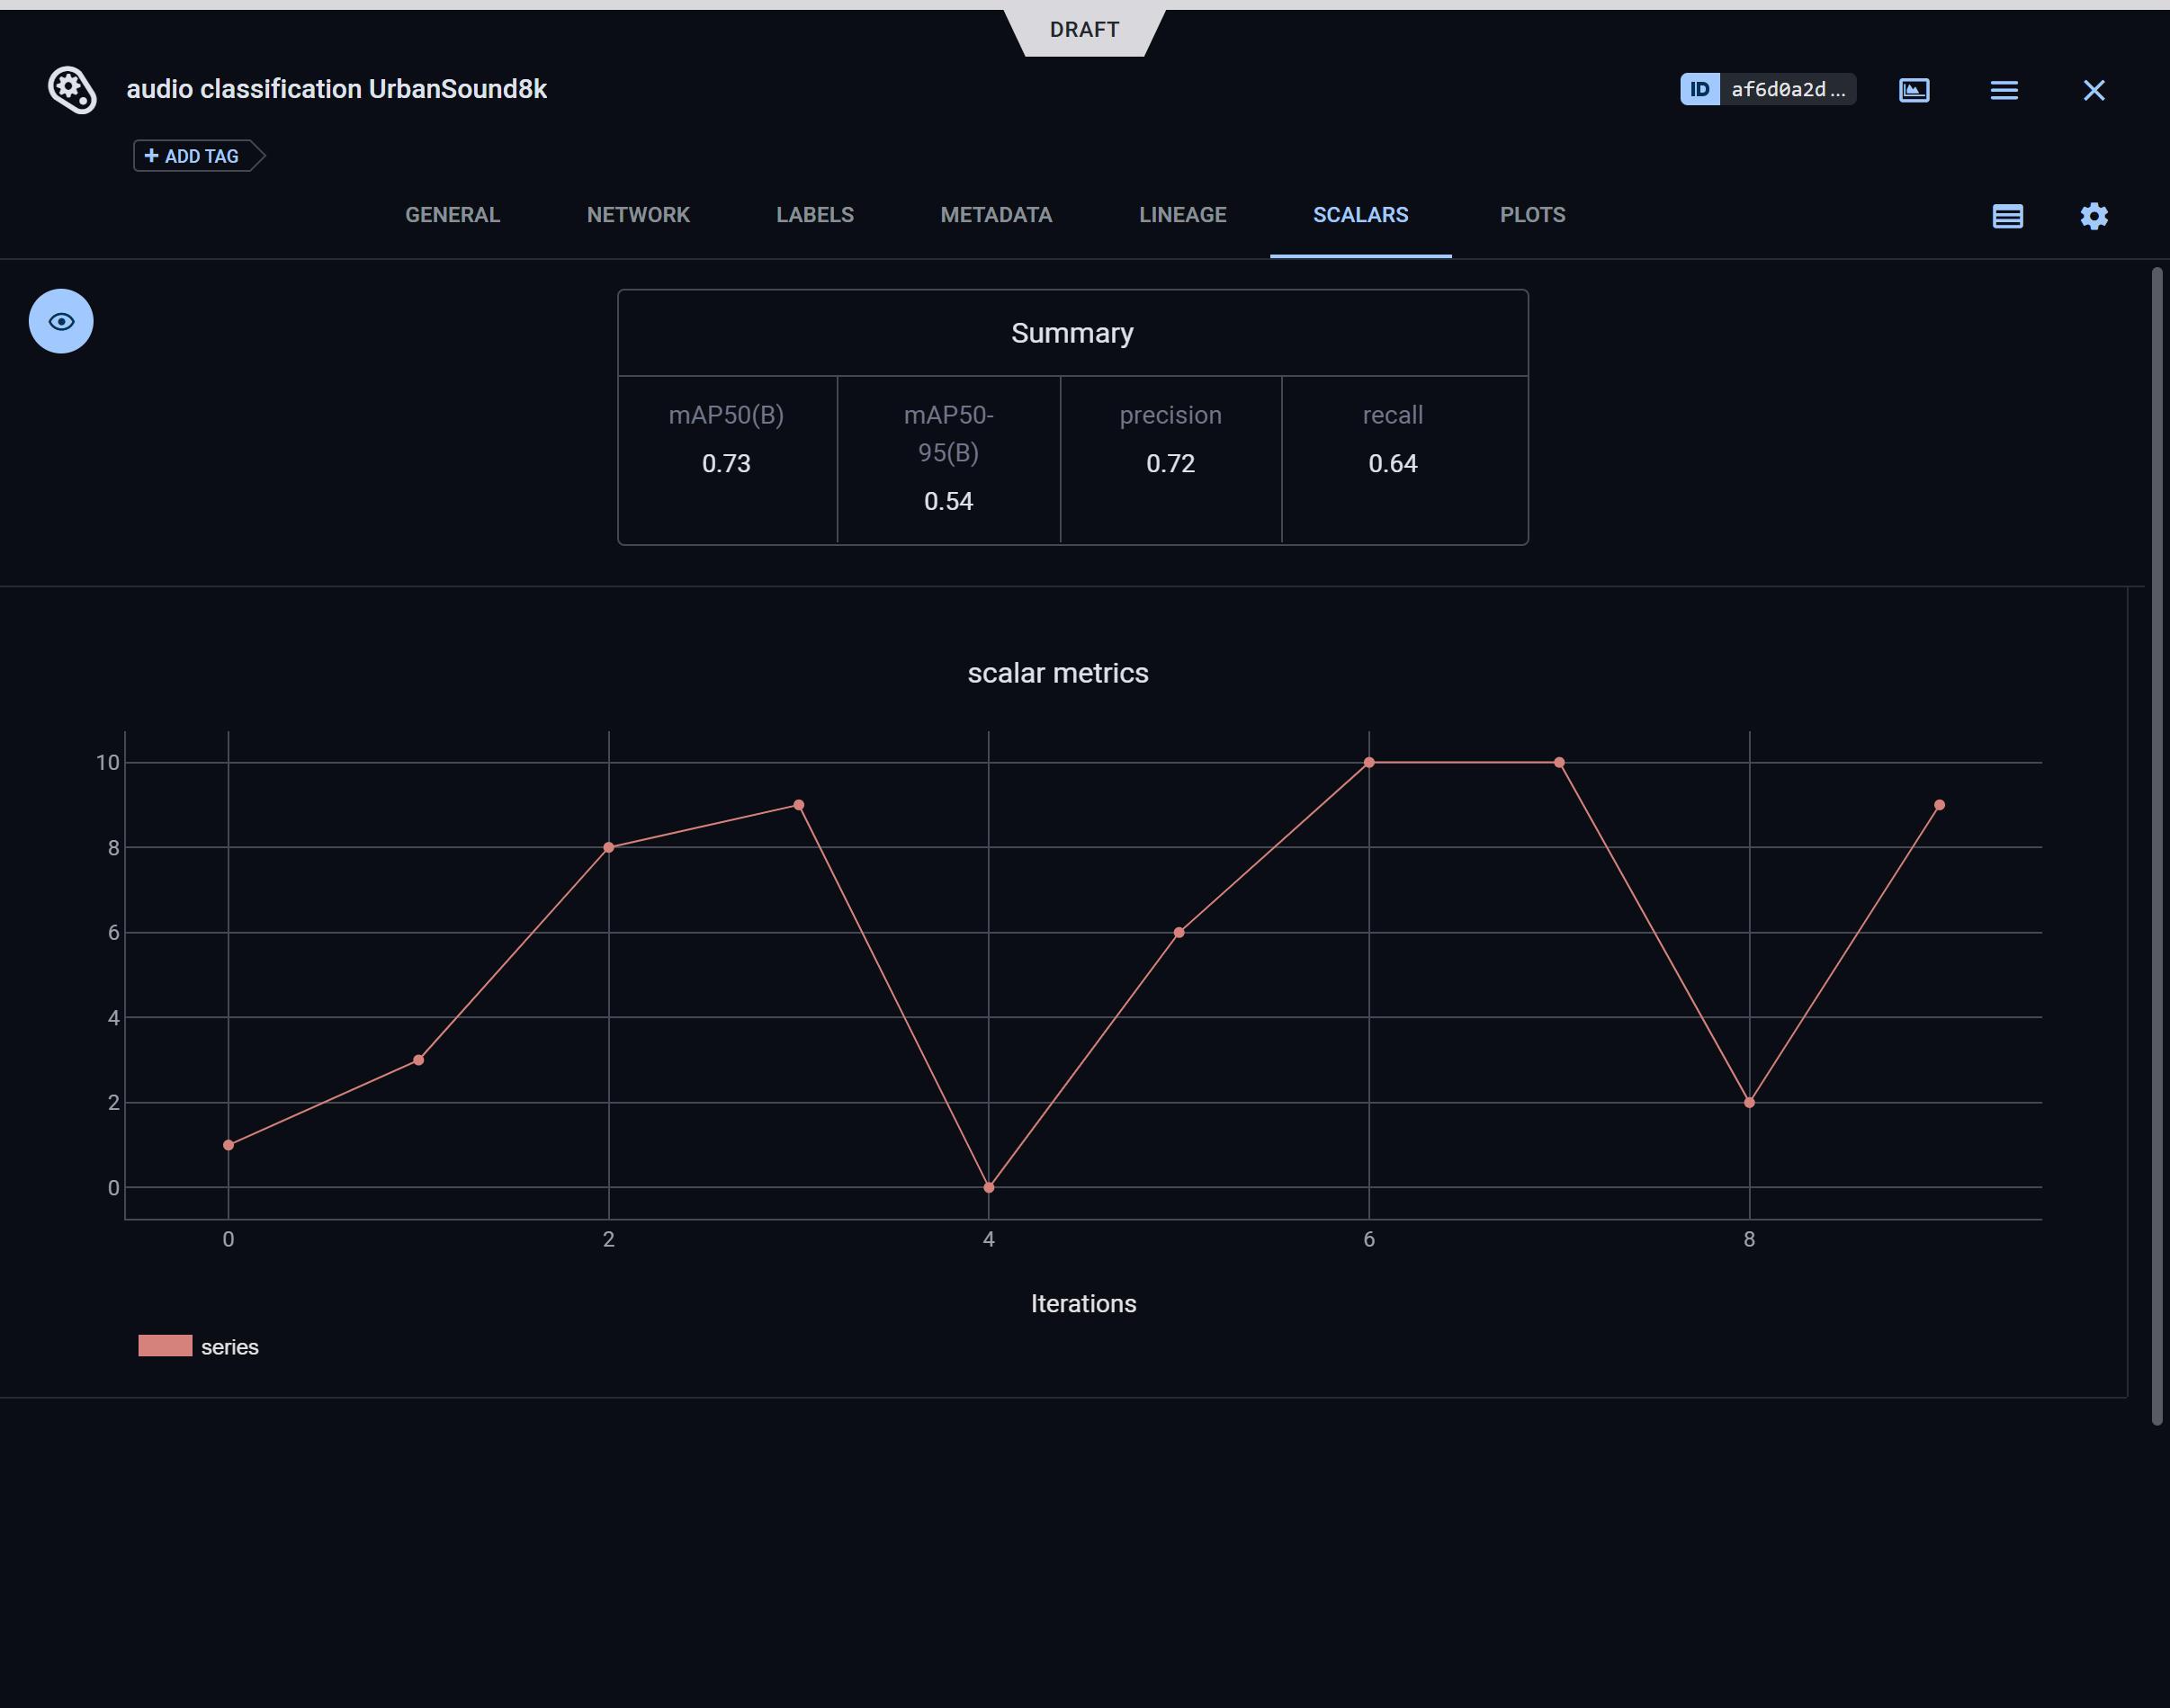 DRAFT
audio classification UrbanSound8k
ID af6d0a2d...
+ ADD TAG
GENERAL NETWORK LABELS METADATA LINEAGE SCALARS PLOTS
Summary
mAP50(B)
0.73
mAP50-
95(B)
0.54
precision
0.72
recall
0.64
scalar metrics
10
8
6
4
2
0
0 2 4 6 8
Iterations
series